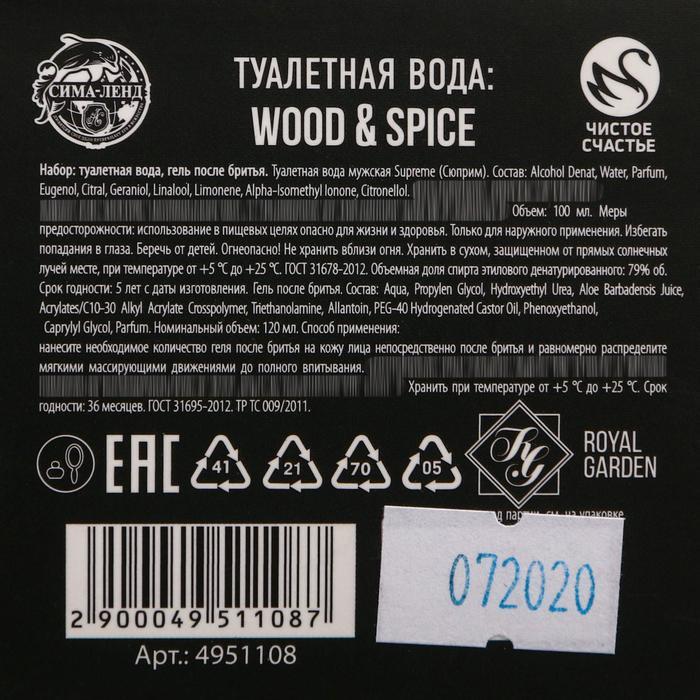 СИМА-ЛЕНД
ТУАЛЕТНАЯ ВОДА:
WOOD & SPICE
ЧИСТОЕ
СЧАСТЬЕ
Набор: туалетная вода, гель после бритья. Туалетная вода мужская Supreme (Сюприм). Состав: Alcohol Denat, Water, Parfum,
Eugenol, Citral, Geraniol, Linalool, Limonene, Alpha-Isomethyl Ionone, Citronellol.
Объем: 100 мл. Меры
предосторожности: использование в пищевых целях опасно для жизни и здоровья. Только для наружного применения. Избегать
попадания в глаза. Беречь от детей. Огнеопасно! Не хранить вблизи огня. Хранить в сухом, защищенном от прямых солнечных
лучей месте, при температуре от +5 °С до +25 °С. ГОСТ 31678-2012. Объемная доля спирта этилового денатурированного: 79% об.
Срок годности: 5 лет с даты изготовления. Гель после бритья. Состав: Aqua, Propylen Glycol, Hydroxyethyl Urea, Aloe Barbadensis Juice,
Acrylates/C10-30 Alkyl Acrylate Crosspolymer, Triethanolamine, Allantoin, PEG-40 Hydrogenated Castor Oil, Phenoxyethanol,
Caprylyl Glycol, Parfum. Номинальный объем: 120 мл. Способ применения:
нанесите необходимое количество геля после бритья на кожу лица непосредственно после бритья и равномерно распределите
мягкими массирующими движениями до полного впитывания.
Хранить при температуре от +5 °С до +25 °С. Срок
годности: 36 месяцев. ГОСТ 31695-2012. ТР ТС 009/2011.
EAC
41
21
70
05
RG
ROYAL
GARDEN
см. на упаковке
072020
2 900049 511087
Арт.: 4951108